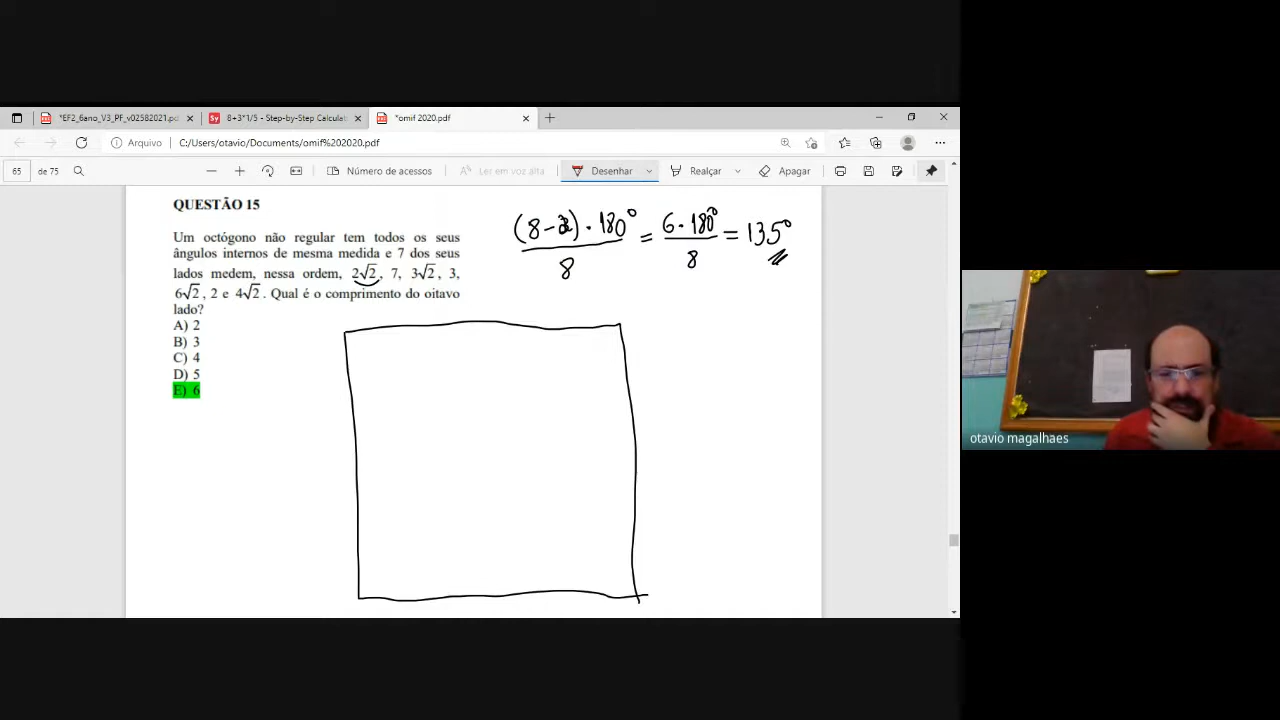 *EF2_6ano_V3_PF_v02582021.pd
8+3*1/5 - Step-by-Step Calculat
*omif 2020.pdf
Arquivo
C:/Users/otavio/Documents/omif%202020.pdf
65 de 75
Número de acessos
Ler em voz alta
Desenhar
Realçar
Apagar
QUESTÃO 15
Um octógono não regular tem todos os seus
ângulos internos de mesma medida e 7 dos seus
lados medem, nessa ordem, 2√2, 7, 3√2, 3,
6√2, 2 e 4√2. Qual é o comprimento do oitavo
lado?
A) 2
B) 3
C) 4
D) 5
E) 6
(8-2)·180° / 8 = 6·180° / 8 = 135°
otavio magalhaes